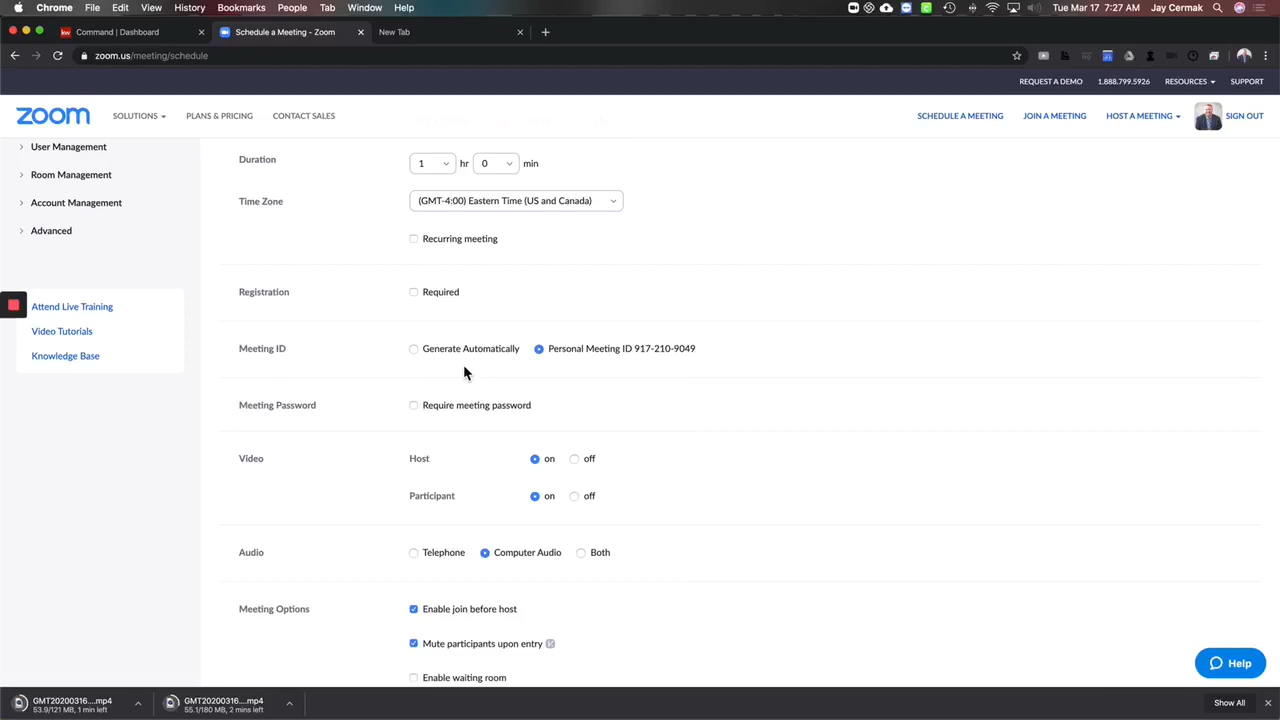 Chrome File Edit View History Bookmarks People Tab Window Help Tue Mar 17 7:27 AM Jay Cermak
kw Command | Dashboard Schedule a Meeting - Zoom New Tab
zoom.us/meeting/schedule
REQUEST A DEMO 1.888.799.5926 RESOURCES SUPPORT
zoom SOLUTIONS PLANS & PRICING CONTACT SALES SCHEDULE A MEETING JOIN A MEETING HOST A MEETING SIGN OUT
User Management
Room Management
Account Management
Advanced
Attend Live Training
Video Tutorials
Knowledge Base
Duration 1 hr 0 min
Time Zone (GMT-4:00) Eastern Time (US and Canada)
Recurring meeting
Registration Required
Meeting ID Generate Automatically Personal Meeting ID 917-210-9049
Meeting Password Require meeting password
Video Host on off
Participant on off
Audio Telephone Computer Audio Both
Meeting Options Enable join before host
Mute participants upon entry
Enable waiting room
Help
GMT20200316....mp4 GMT20200316....mp4 Show All
53.9/121 MB, 1 min left 55.1/180 MB, 2 mins left